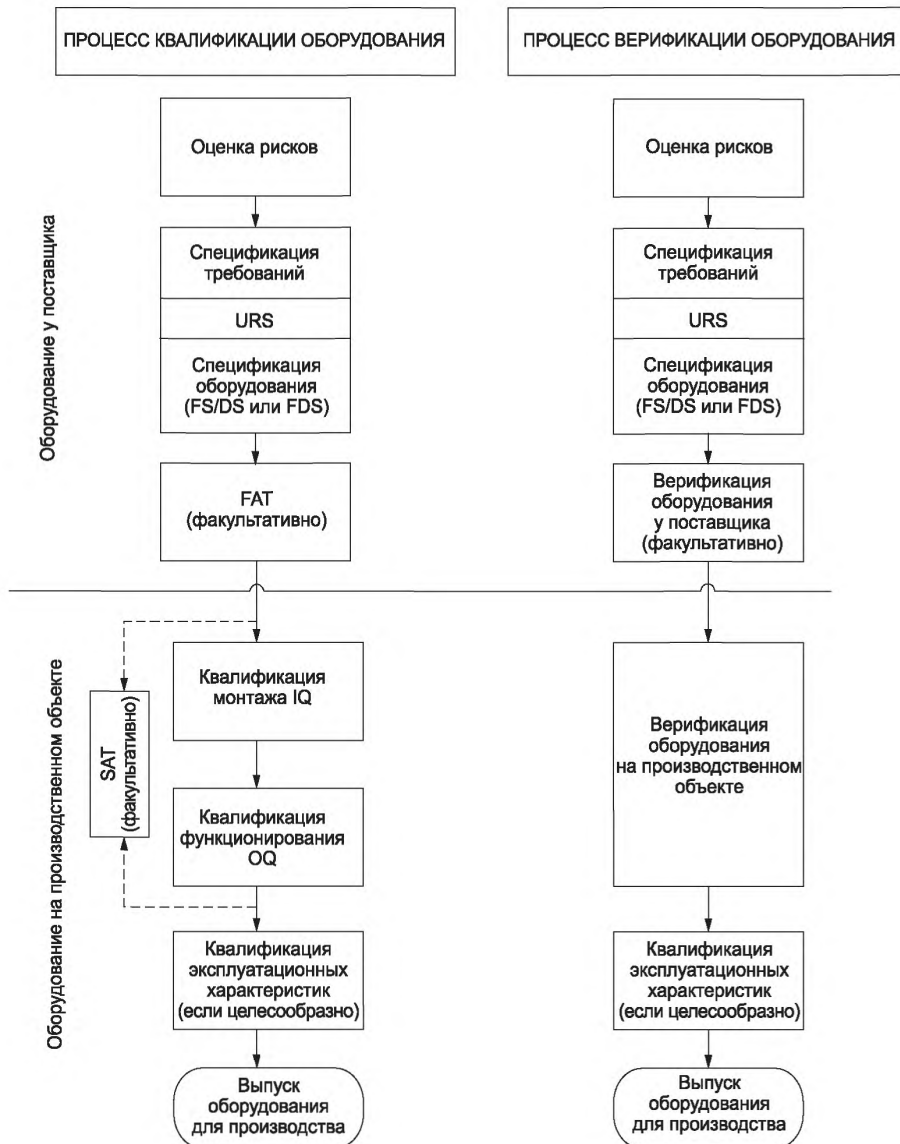 ПРОЦЕСС КВАЛИФИКАЦИИ ОБОРУДОВАНИЯ
ПРОЦЕСС ВЕРИФИКАЦИИ ОБОРУДОВАНИЯ
Оборудование у поставщика
Оценка рисков
Спецификация
требований
URS
Спецификация
оборудования
(FS/DS или FDS)
FAT
(факультативно)
Оценка рисков
Спецификация
требований
URS
Спецификация
оборудования
(FS/DS или FDS)
Верификация
оборудования
у поставщика
(факультативно)
Оборудование на производственном объекте
SAT
(факультативно)
Квалификация
монтажа IQ
Квалификация
функционирования
OQ
Квалификация
эксплуатационных
характеристик
(если целесообразно)
Выпуск
оборудования
для производства
Верификация
оборудования
на производственном
объекте
Квалификация
эксплуатационных
характеристик
(если целесообразно)
Выпуск
оборудования
для производства